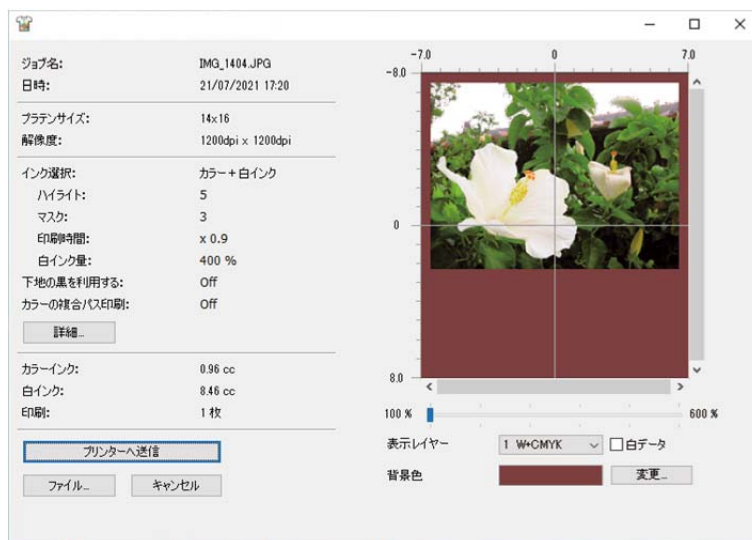 ジョブ名: IMG_1404.JPG
日時: 21/07/2021 17:20
プラテンサイズ: 14x16
解像度: 1200dpi x 1200dpi
インク選択: カラー+白インク
ハイライト: 5
マスク: 3
印刷時間: x 0.9
白インク量: 400 %
下地の黒を利用する: Off
カラーの複合パス印刷: Off
詳細...
カラーインク: 0.96 cc
白インク: 8.46 cc
印刷: 1 枚
プリンターへ送信
ファイル...
キャンセル
-7.0 0 7.0
-8.0
0
8.0
100 % 600 %
表示レイヤー 1 W+CMYK 白データ
背景色 変更...